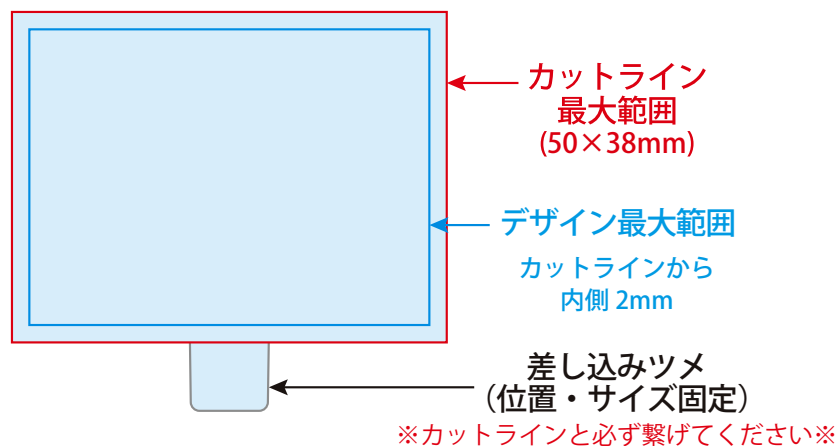 カットライン
最大範囲
(50×38mm)
デザイン最大範囲
カットラインから
内側 2mm
差し込みツメ
（位置・サイズ固定）
※カットラインと必ず繋げてください※